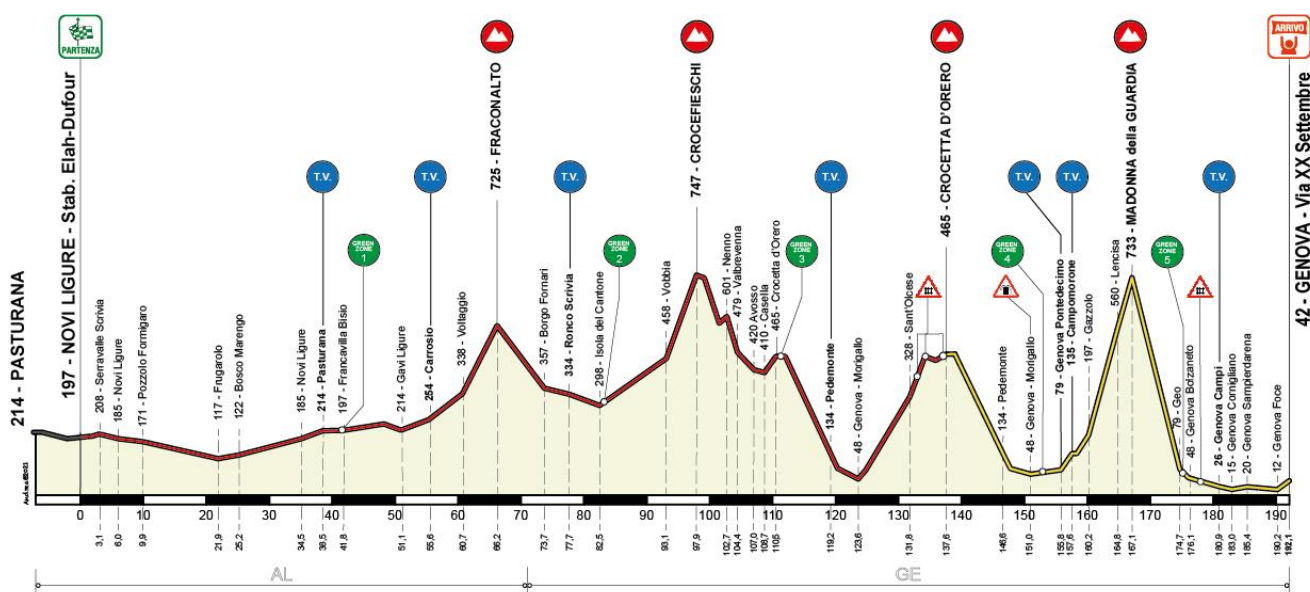 PARTENZA
ARRIVO
214 - PASTURANA
197 - NOVI LIGURE - Stab. Elah-Dufour
208 - Serravalle Scrivia
185 - Novi Ligure
171 - Pozzolo Formigaro
117 - Frugarolo
122 - Bosco Marengo
185 - Novi Ligure
T.V.
214 - Pasturana
GREEN ZONE 1
197 - Francavilla Bisio
214 - Gavi Ligure
T.V.
254 - Carrosio
338 - Voltaggio
725 - FRACONALTO
357 - Borgo Fornari
T.V.
334 - Ronco Scrivia
GREEN ZONE 2
298 - Isola del Cantone
458 - Vobbia
747 - CROCEFIESCHI
601 - Nenno
479 - Valbrevenna
420 Avosso
410 - Casella
465 - Crocetta d'Orero
GREEN ZONE 3
T.V.
134 - Pedemonte
48 - Genova - Morigallo
328 - Sant'Olcese
465 - CROCETTA D'ORERO
134 - Pedemonte
GREEN ZONE 4
48 - Genova - Morigallo
T.V.
79 - Genova Pontedecimo
T.V.
135 - Campomorone
197 - Gazzolo
560 - Lencisa
733 - MADONNA della GUARDIA
GREEN ZONE 5
79 - Geo
48 - Genova Bolzaneto
T.V.
26 - Genova Campi
15 - Genova Cornigliano
20 - Genova Sampierdarena
12 - Genova Foce
42 - GENOVA - Via XX Settembre
0 10 20 30 40 50 60 70 80 90 100 110 120 130 140 150 160 170 180 190
3,1 6,0 9,9 21,9 25,2 34,5 38,5 41,8 51,1 55,6 60,7 66,2 73,7 77,7 82,5 93,1 97,9 102,7 104,4 107,0 108,7 110,5 119,2 123,6 131,8 137,6 146,6 151,0 155,8 157,6 160,2 164,8 167,1 174,7 176,1 180,9 183,0 185,4 190,2 192,1
AL GE